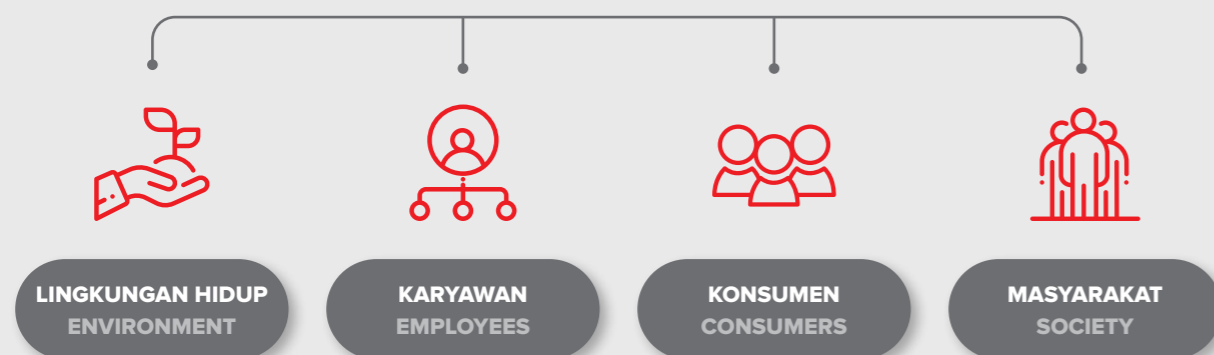 LINGKUNGAN HIDUP
ENVIRONMENT
KARYAWAN
EMPLOYEES
KONSUMEN
CONSUMERS
MASYARAKAT
SOCIETY